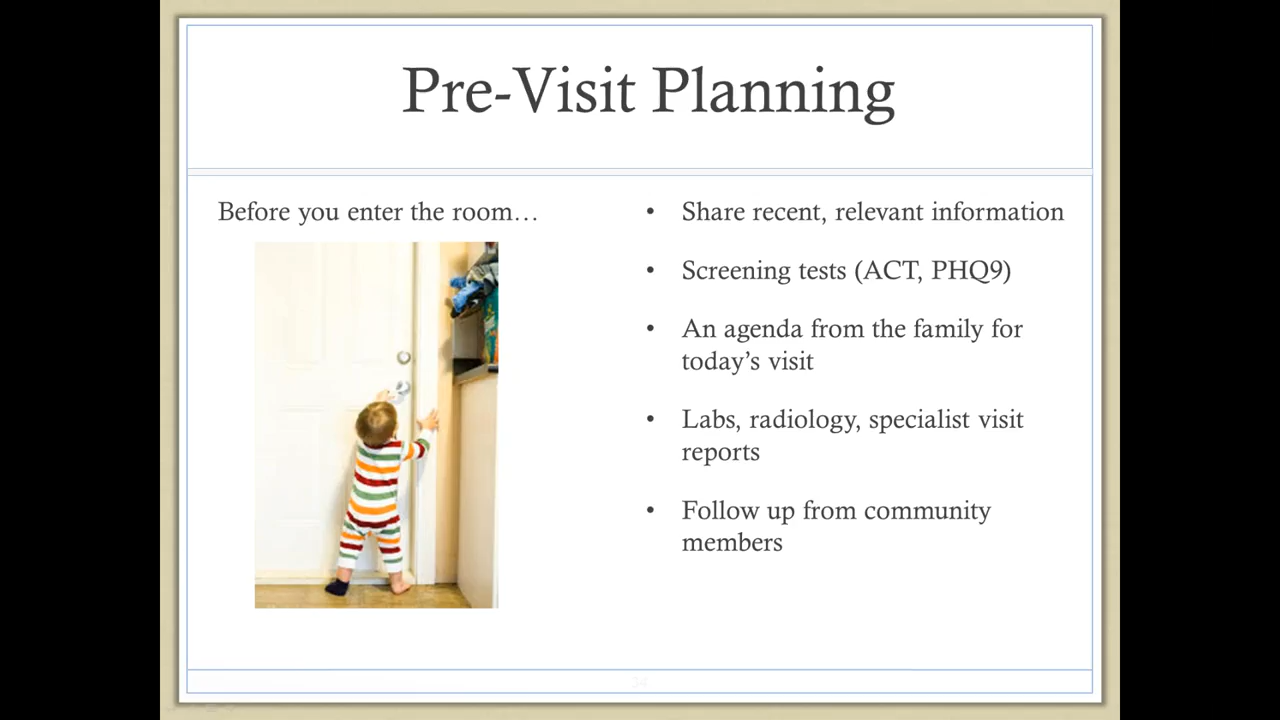 Pre-Visit Planning
Before you enter the room…
• Share recent, relevant information
• Screening tests (ACT, PHQ9)
• An agenda from the family for
today's visit
• Labs, radiology, specialist visit
reports
• Follow up from community
members
34